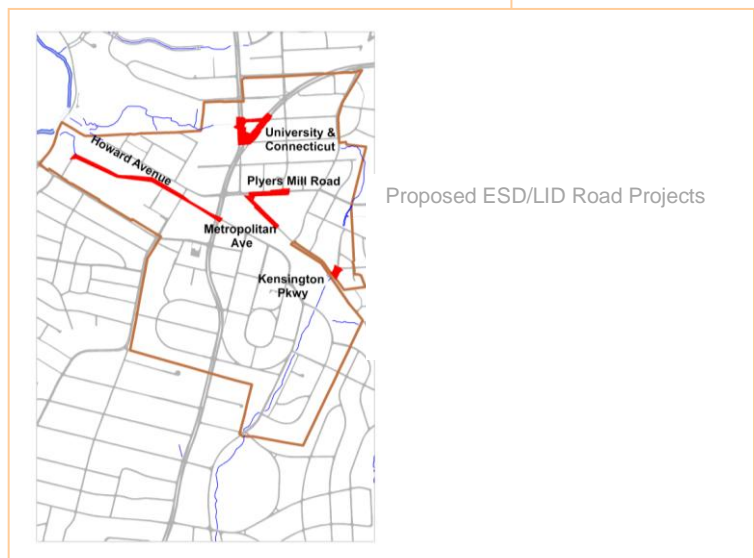 University &
Connecticut
Howard Avenue
Plyers Mill Road
Proposed ESD/LID Road Projects
Metropolitan
Ave
Kensington
Pkwy